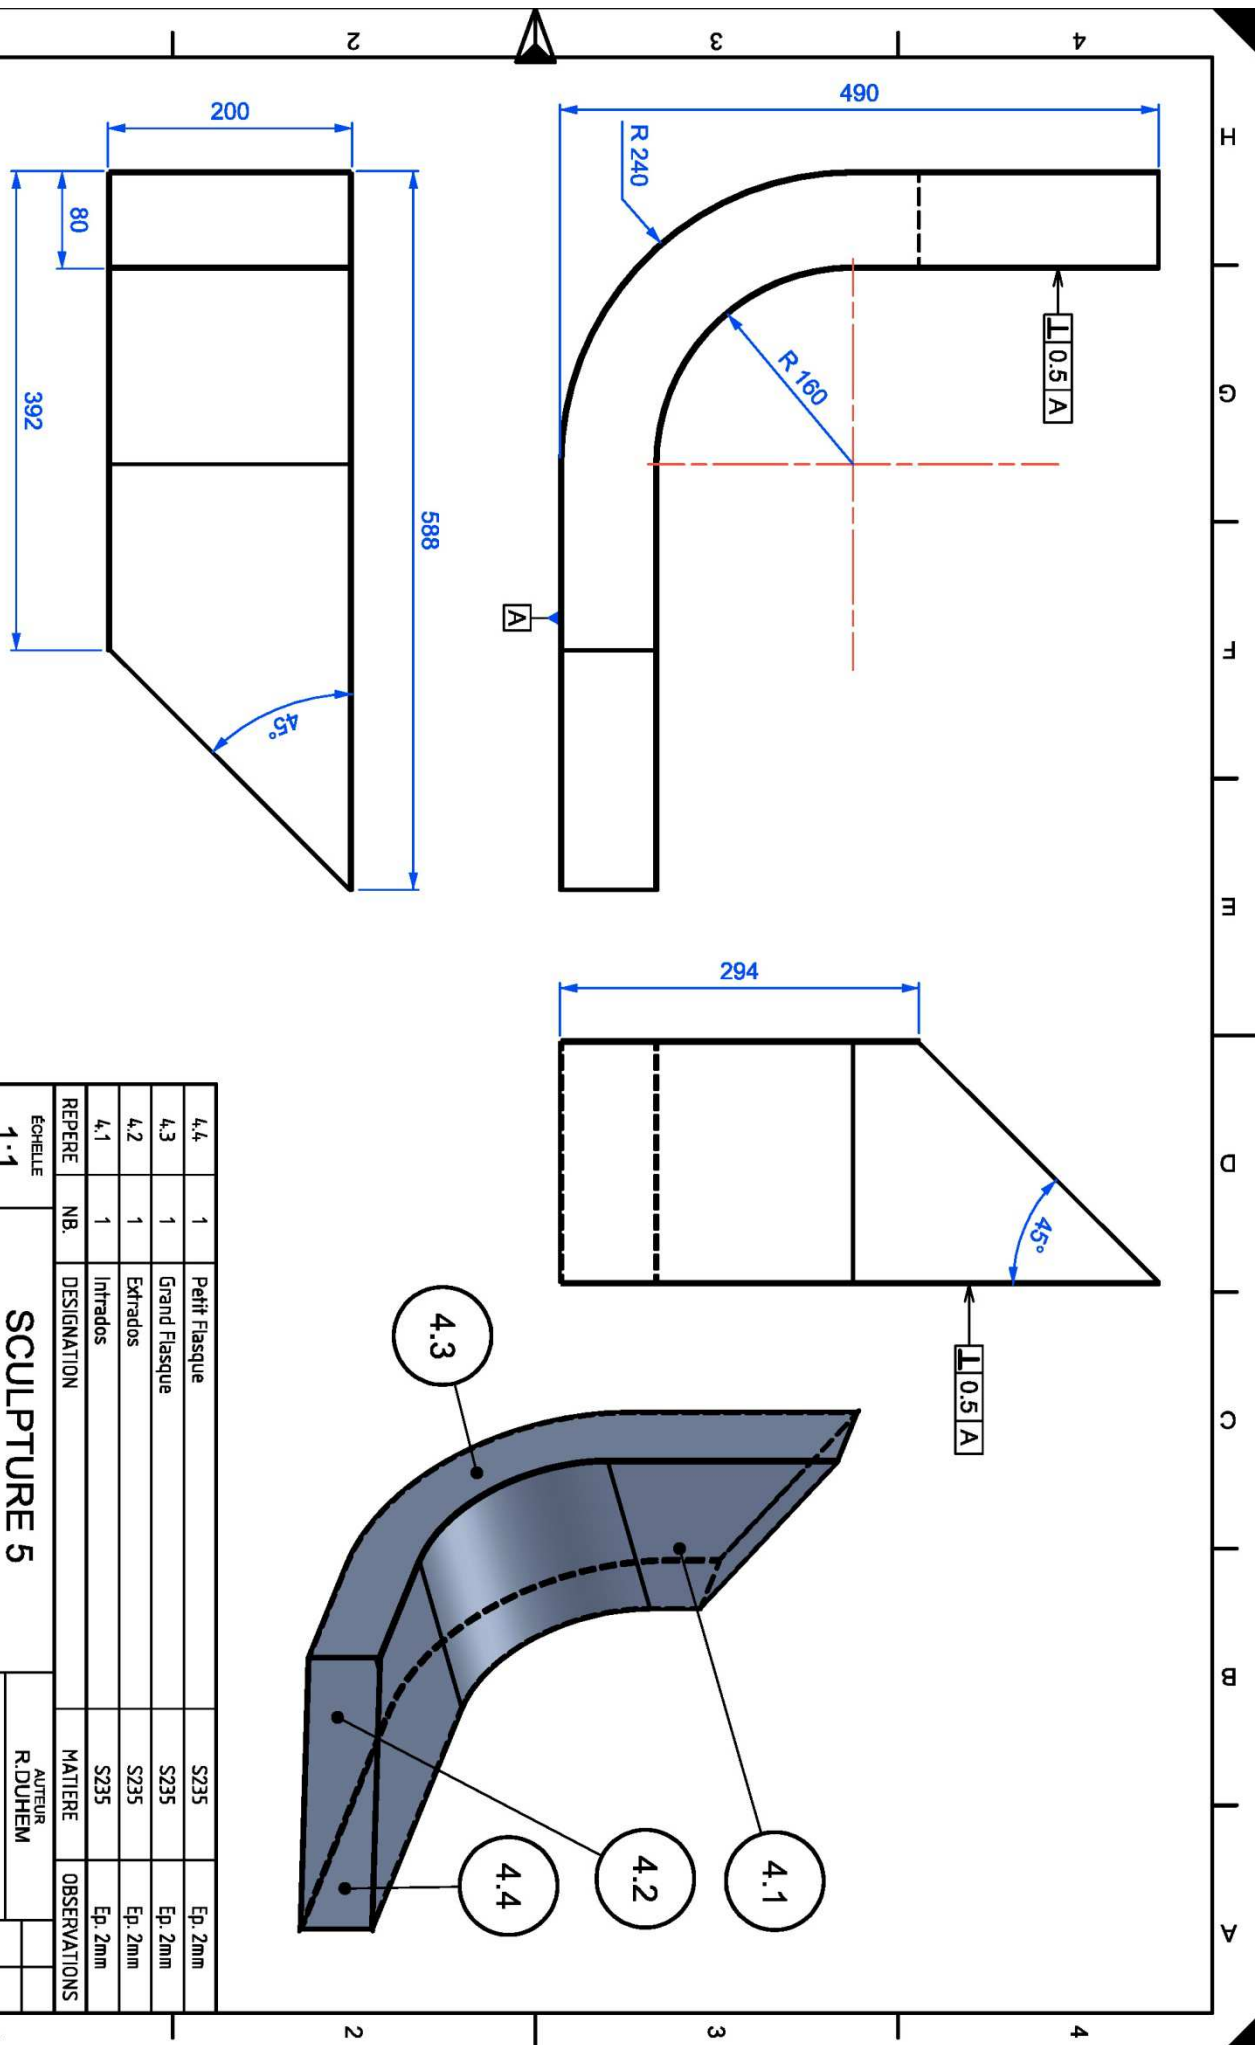 H G F E D C B A
4
4
⊥ 0.5 A
⊥ 0.5 A
490
R 160
R 240
294
45°
3
3
A
4.1
4.2
4.4
4.3
588
200
45°
80
392
2
2
4.4 1 Petit Flasque S235 Ep. 2mm
4.3 1 Grand Flasque S235 Ep. 2mm
4.2 1 Extrados S235 Ep. 2mm
4.1 1 Intrados S235 Ep. 2mm
REPERE NB. DESIGNATION MATIERE OBSERVATIONS
ÉCHELLE
1:1
SCULPTURE 5
AUTEUR
R.DUHEM